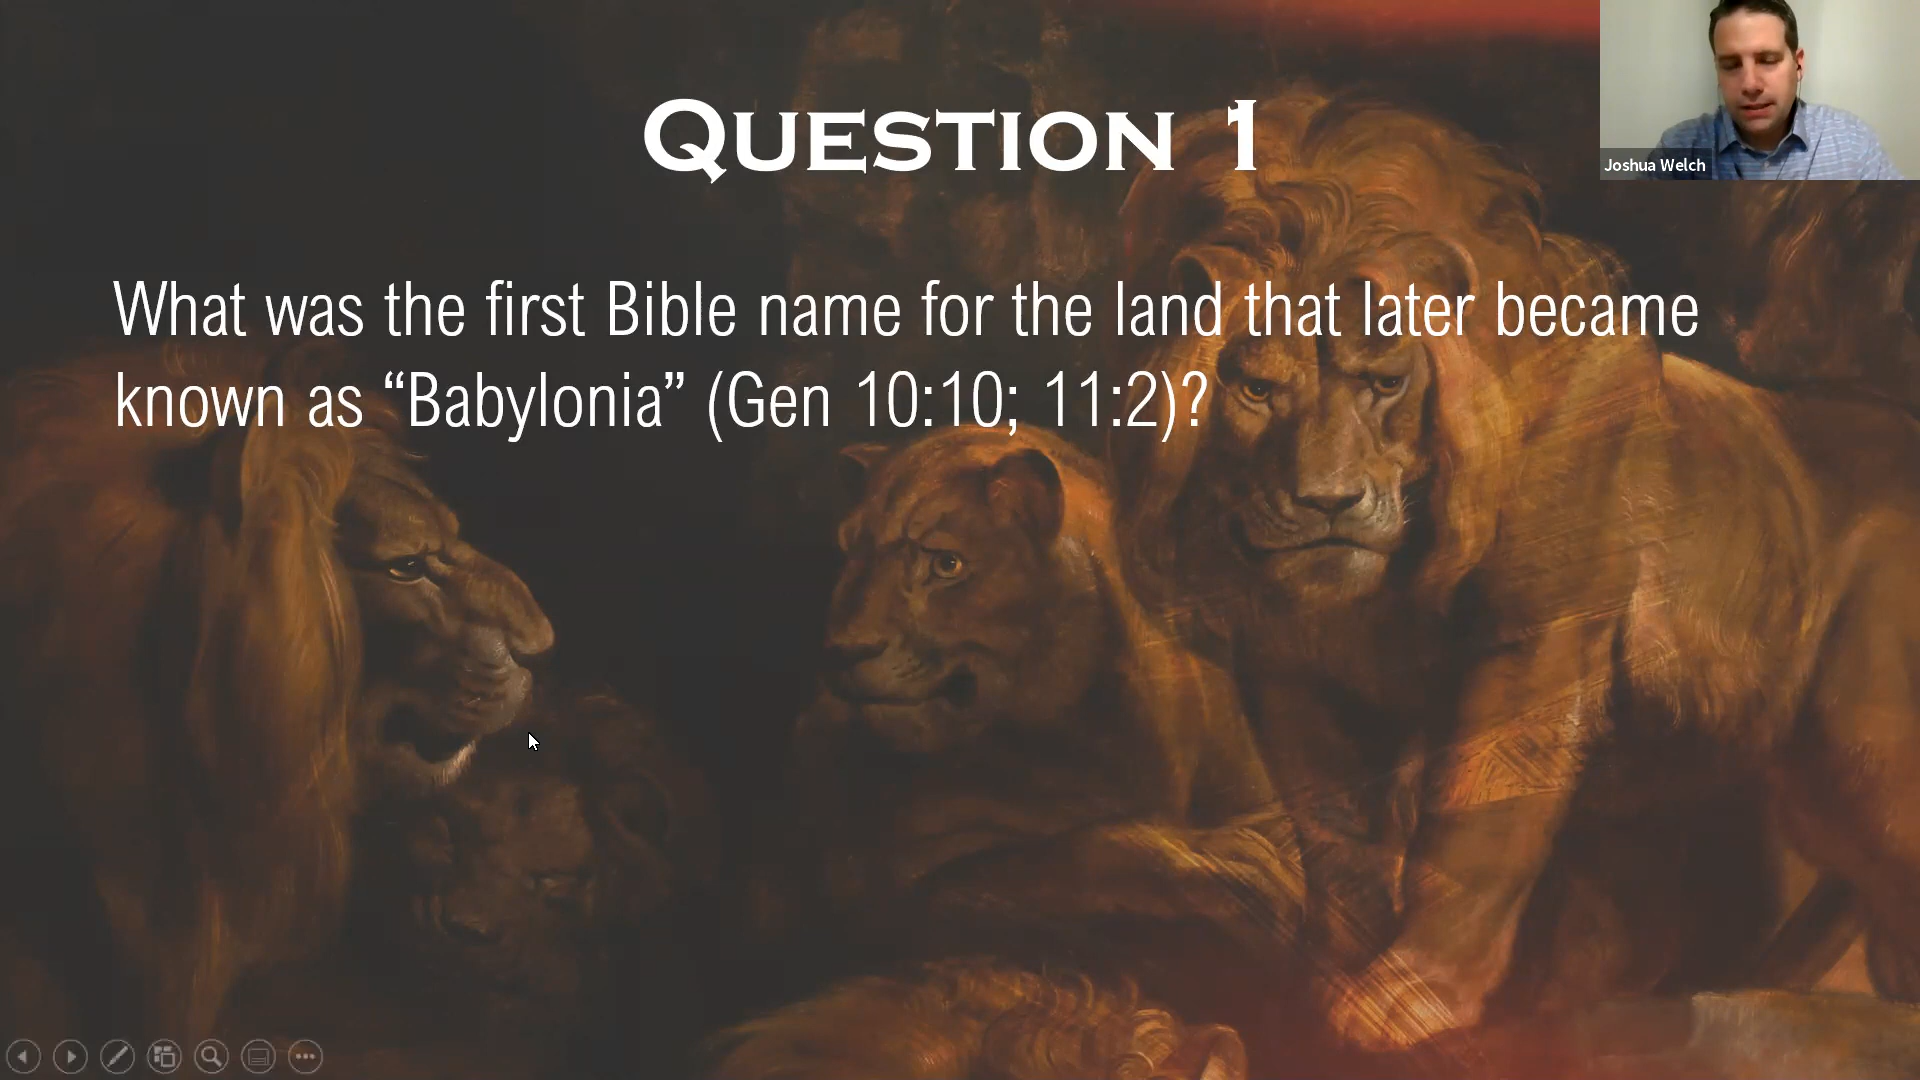 QUESTION 1
Joshua Welch
What was the first Bible name for the land that later became
known as “Babylonia” (Gen 10:10; 11:2)?